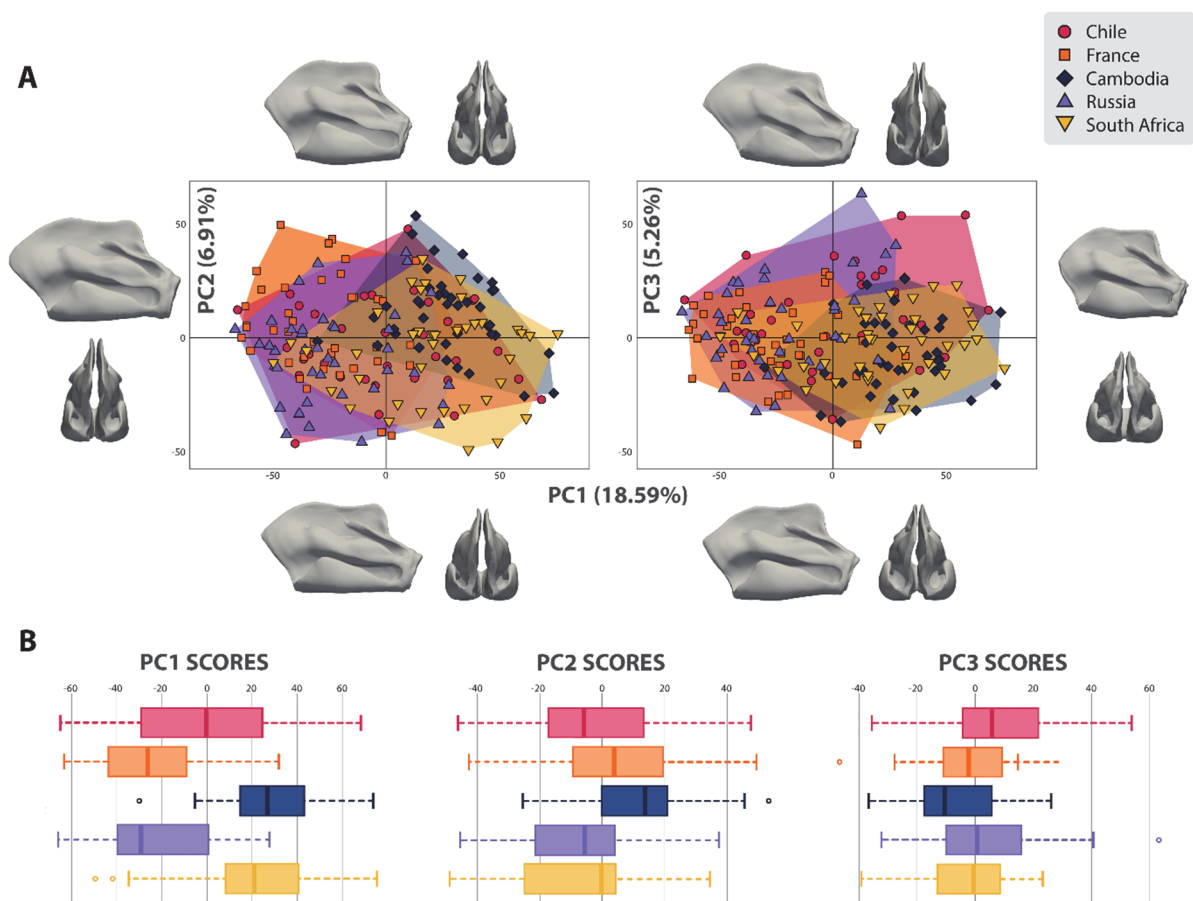 Chile
France
Cambodia
Russia
South Africa
A
PC2 (6.91%)
50
0
-50
-50
0
50
PC3 (5.26%)
50
0
-50
-50
0
50
PC1 (18.59%)
B
PC1 SCORES
PC2 SCORES
PC3 SCORES
-60 -40 -20 0 20 40 60
-40 -20 0 20 40
-40 -20 0 20 40 60